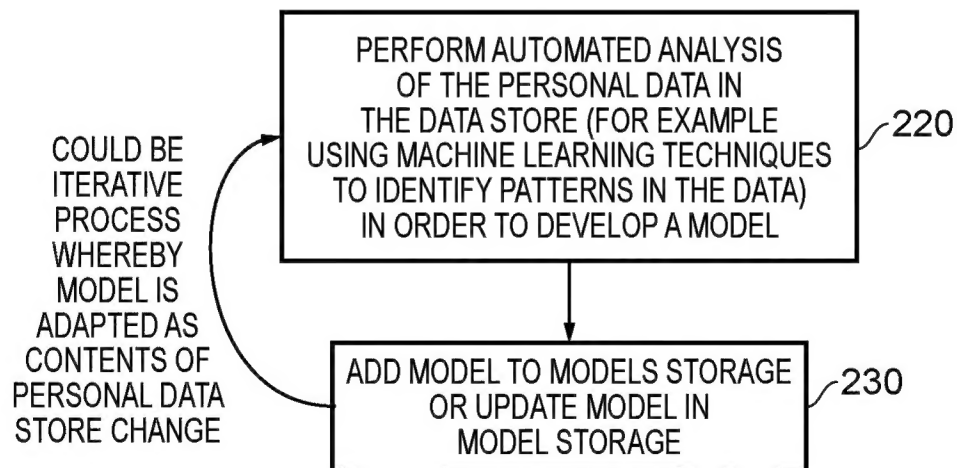 PERFORM AUTOMATED ANALYSIS
OF THE PERSONAL DATA IN
THE DATA STORE (FOR EXAMPLE
USING MACHINE LEARNING TECHNIQUES
TO IDENTIFY PATTERNS IN THE DATA)
IN ORDER TO DEVELOP A MODEL
220
COULD BE
ITERATIVE
PROCESS
WHEREBY
MODEL IS
ADAPTED AS
CONTENTS OF
PERSONAL DATA
STORE CHANGE
ADD MODEL TO MODELS STORAGE
OR UPDATE MODEL IN
MODEL STORAGE
230